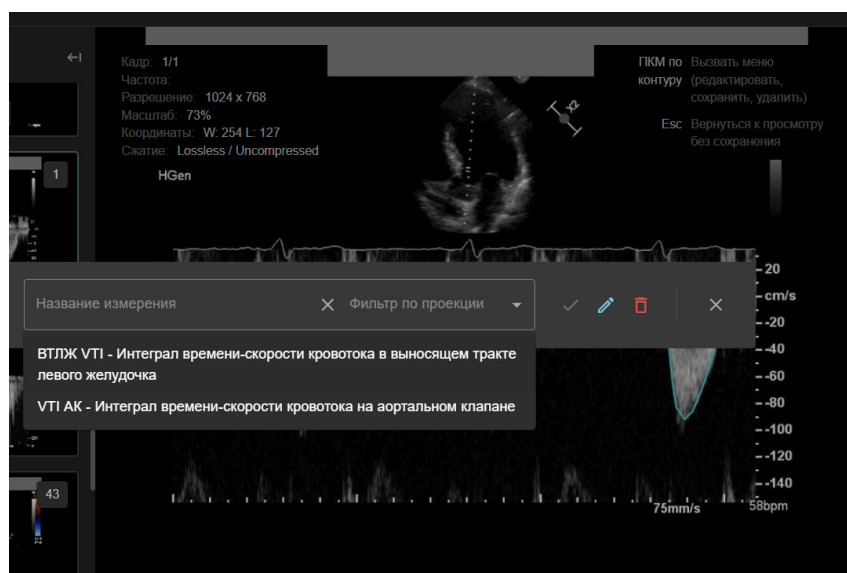 Кадр: 1/1
Частота:
Разрешение: 1024 x 768
Масштаб: 73%
Координаты: W: 254 L: 127
Сжатие: Lossless / Uncompressed
HGen
X2
ПКМ по контуру Вызвать меню (редактировать, сохранить, удалить)
Esc Вернуться к просмотру без сохранения
1
Название измерения
Фильтр по проекции
ВТЛЖ VTI - Интеграл времени-скорости кровотока в выносящем тракте
левого желудочка
VTI АК - Интеграл времени-скорости кровотока на аортальном клапане
20
cm/s
-20
-40
-60
-80
-100
-120
-140
43
75mm/s
58bpm